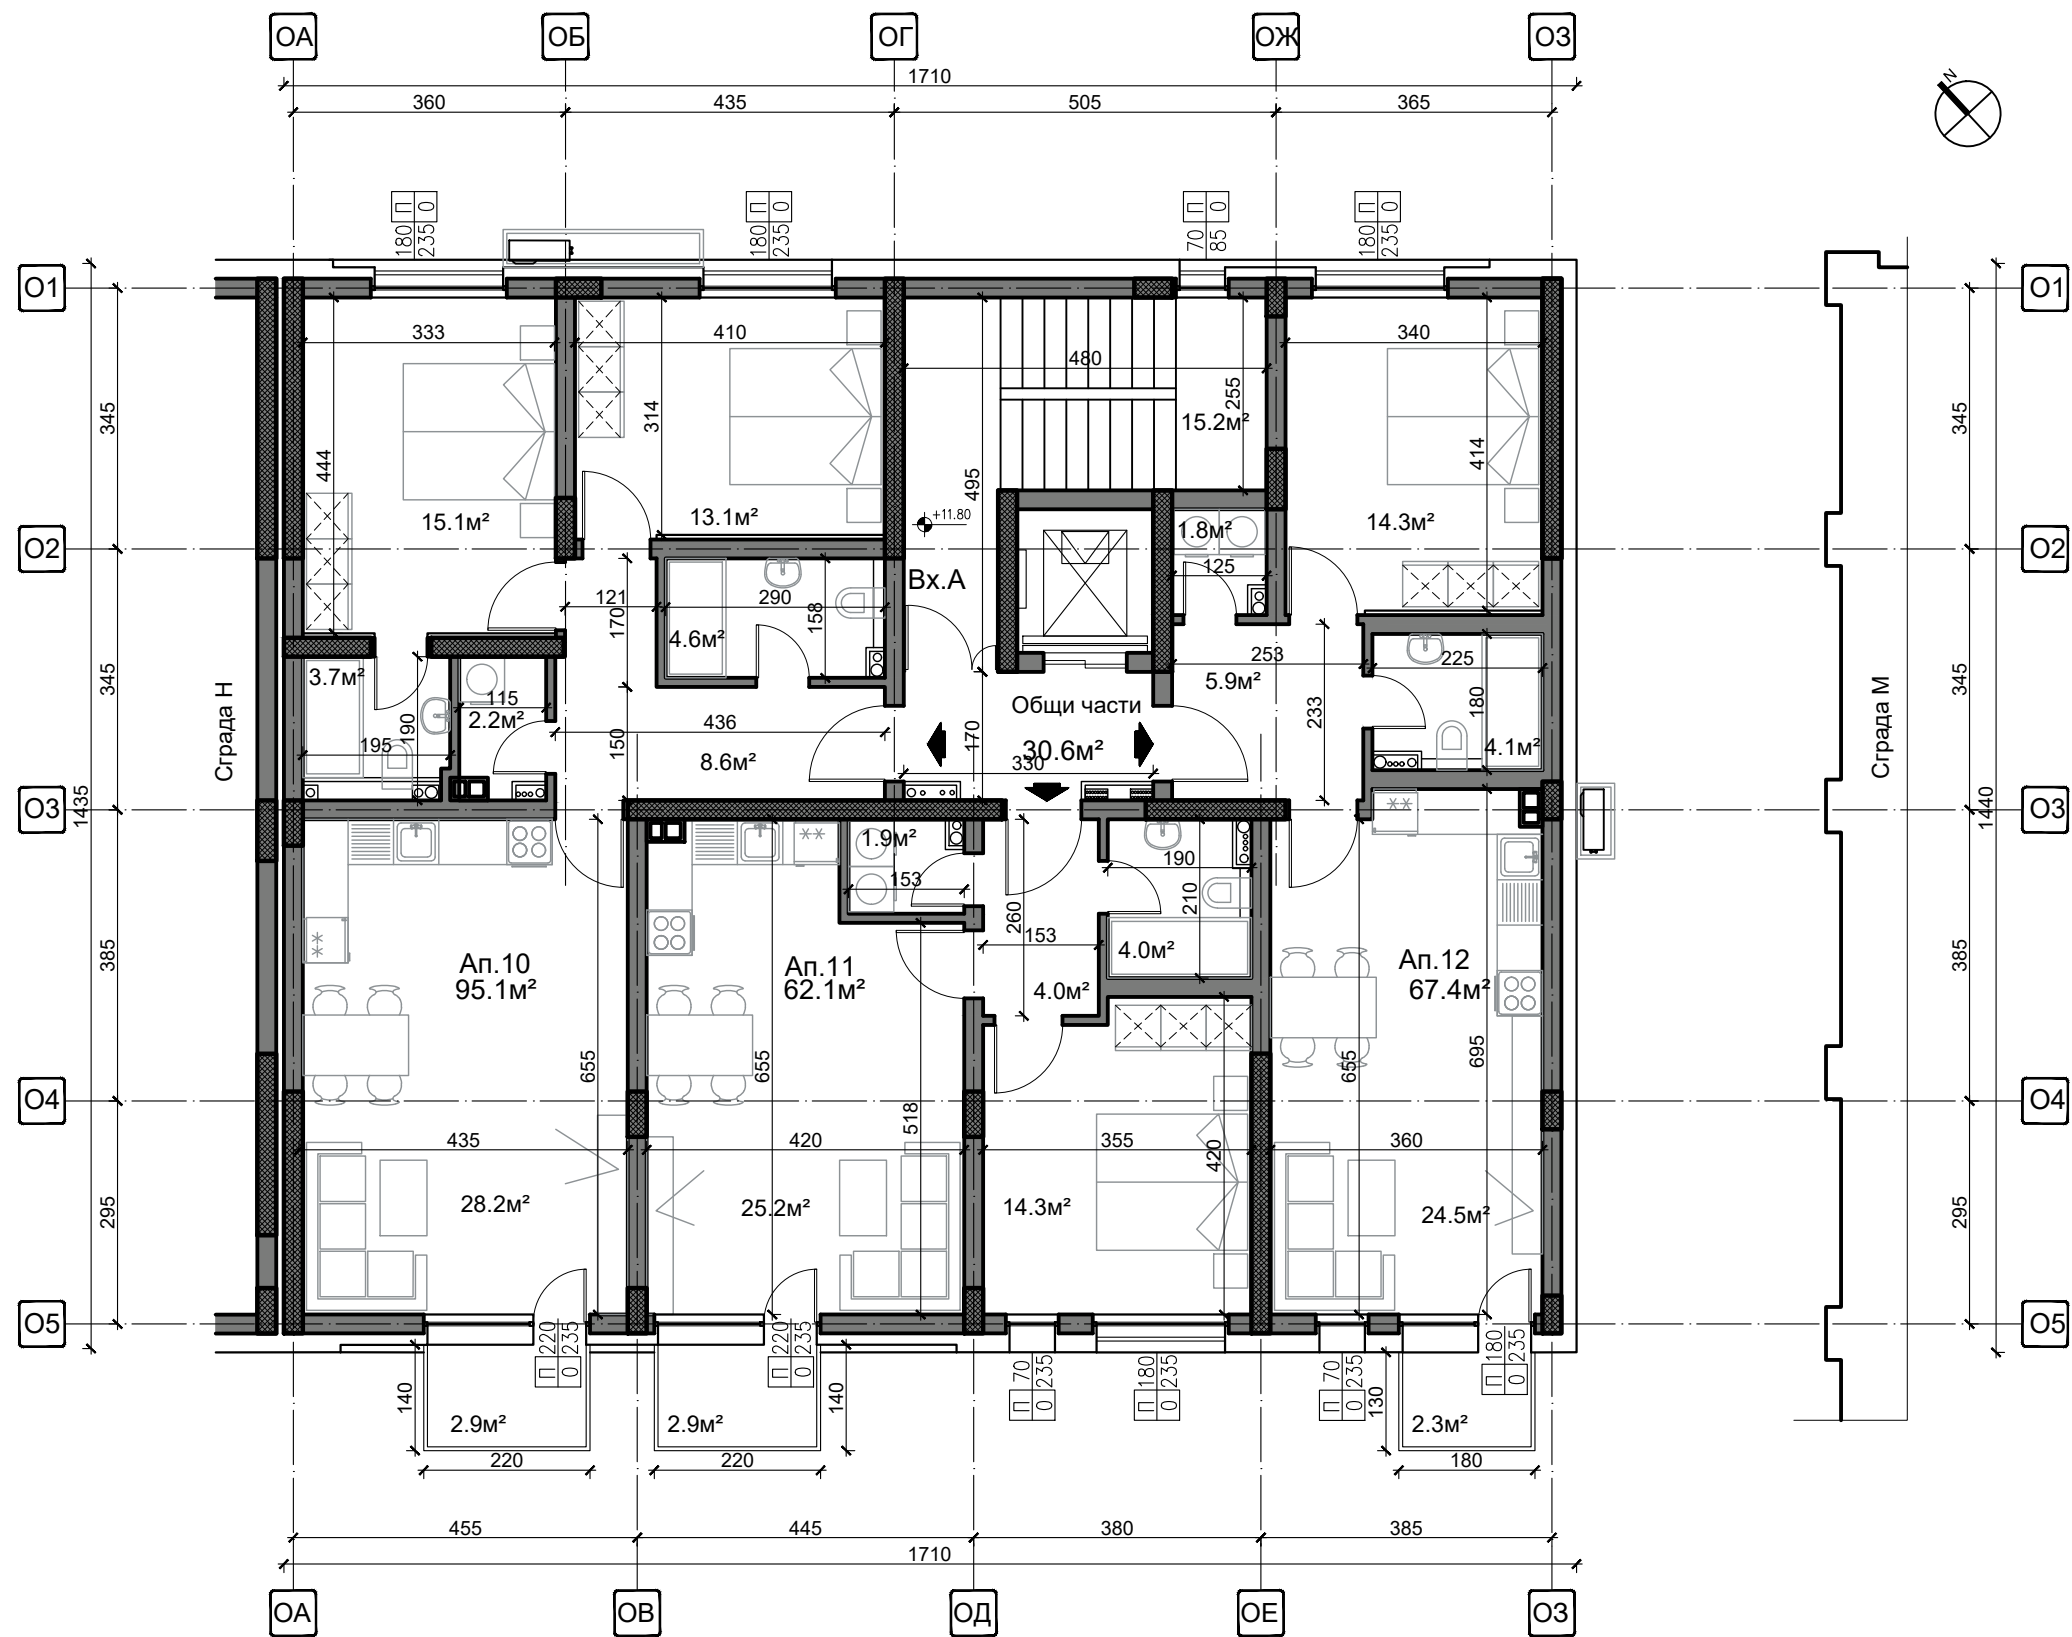 ОА ОБ ОГ ОЖ ОЗ
N
1710
360 435 505 365
180 П
235 0
180 П
235 0
70 П
85 0
180 П
235 0
О1 О1
333 410 480 340
345 444 314 495 255 414 345
15.2м²
15.1м² 13.1м² +11.80 14.3м²
1.8м²
О2 О2
Вх.А
125
121 290
170 158
4.6м²
253 225
3.7м² 5.9м²
115
2.2м²
Общи части
345 190 436 170 233 180 345
195 150 8.6м² 30.6м² 4.1м²
330
Сграда Н
Сграда М
О3 О3
1435 1440
1.9м² 190
153 260 210
153 4.0м²
385 385
Ап.10
95.1м²
Ап.11
62.1м²
Ап.12
67.4м²
4.0м²
655 655 655 695
О4 О4
518 420
435 420 355 360
295 295
28.2м² 25.2м² 14.3м² 24.5м²
О5 О5
П 220
0 235
П 220
0 235
П 70
0 235
П 180
0 235
П 70
0 235
П 180
0 235
140 140 130
2.9м² 2.9м² 2.3м²
220 220 180
455 445 380 385
1710
ОА ОВ ОД ОЕ ОЗ